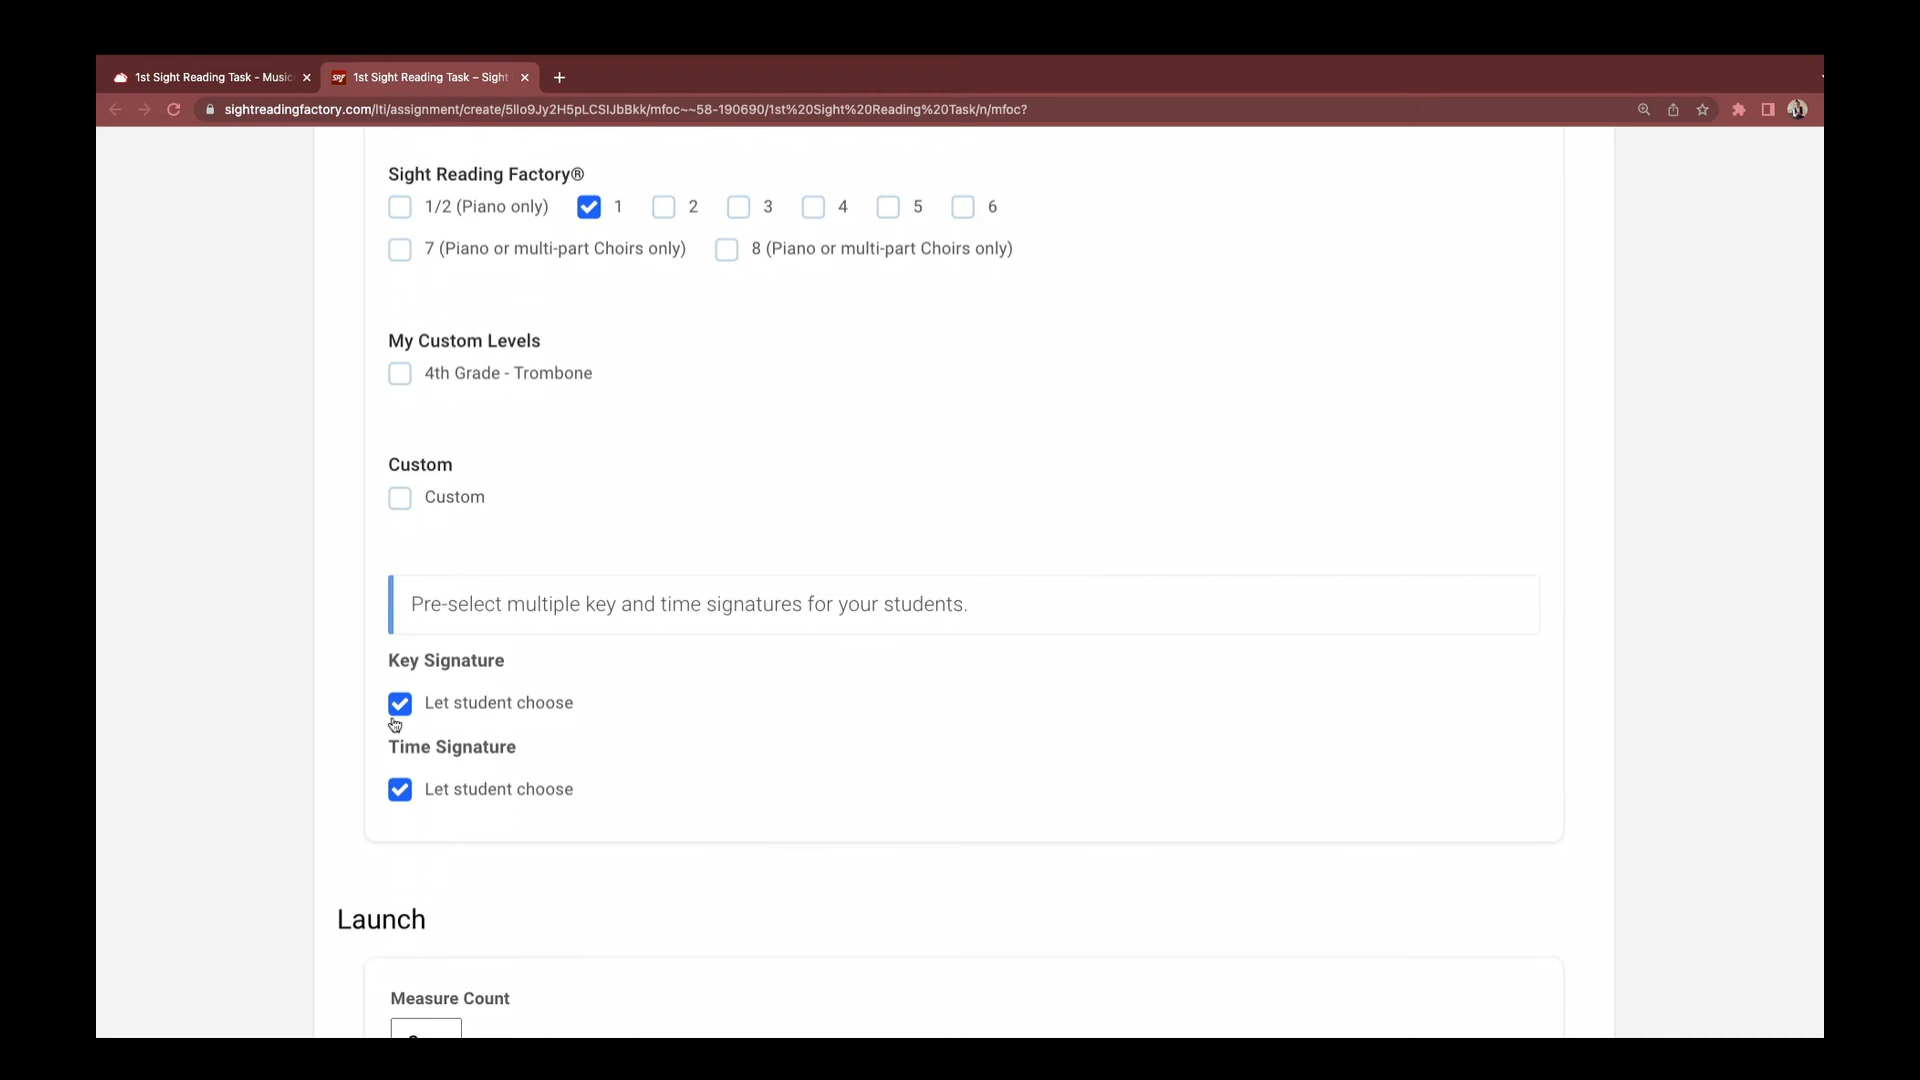 1st Sight Reading Task - Music
SRF 1st Sight Reading Task – Sight
sightreadingfactory.com/lti/assignment/create/5llo9Jy2H5pLCSIJbBkk/mfoc~~58-190690/1st%20Sight%20Reading%20Task/n/mfoc?
Sight Reading Factory®
1/2 (Piano only) 1 2 3 4 5 6
7 (Piano or multi-part Choirs only) 8 (Piano or multi-part Choirs only)
My Custom Levels
4th Grade - Trombone
Custom
Custom
Pre-select multiple key and time signatures for your students.
Key Signature
Let student choose
Time Signature
Let student choose
Launch
Measure Count